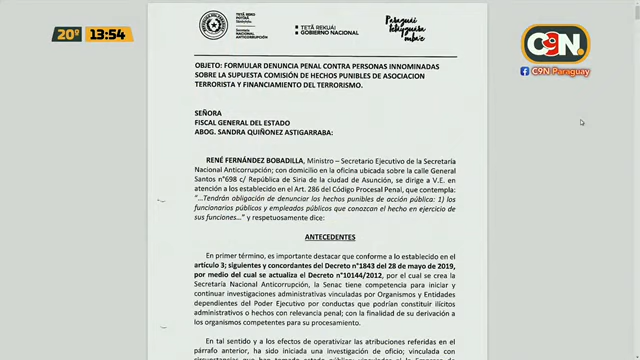 20º 13:54
TETÃ REKUÁI
GOBIERNO NACIONAL
Paraguái
mba'e
C9N
C9N Paraguay
OBJETO: FORMULAR DENUNCIA PENAL CONTRA PERSONAS INNOMINADAS
SOBRE LA SUPUESTA COMISIÓN DE HECHOS PUNIBLES DE ASOCIACION
TERRORISTA Y FINANCIAMIENTO DEL TERRORISMO.
SEÑORA
FISCAL GENERAL DEL ESTADO
ABOG. SANDRA QUIÑONEZ ASTIGARRABA:
RENÉ FERNÁNDEZ BOBADILLA, Ministro – Secretario Ejecutivo de la Secretaría
Nacional Anticorrupción; con domicilio en la oficina ubicada sobre la calle General
Santos n°698 c/ República de Siria de la ciudad de Asunción, se dirige a V.E. en
atención a los establecido en el Art. 286 del Código Procesal Penal, que contempla:
"...Tendrán obligación de denunciar los hechos punibles de acción pública: 1) los
funcionarios públicos y empleados públicos que conozcan el hecho en ejercicio de
sus funciones..." y respetuosamente dice:
ANTECEDENTES
En primer término, es importante destacar que conforme a lo establecido en el
artículo 3; siguientes y concordantes del Decreto n°1843 del 28 de mayo de 2019,
por medio del cual se actualiza el Decreto n°10144/2012, por el cual se crea la
Secretaría Nacional Anticorrupción, la Senac tiene competencia para iniciar y
continuar investigaciones administrativas vinculadas por Organismos y Entidades
dependientes del Poder Ejecutivo por conductas que podrían constituir ilícitos
administrativos o hechos con relevancia penal; con la finalidad de su derivación a
los organismos competentes para su procesamiento.
En tal sentido y a los efectos de operativizar las atribuciones referidas en el
párrafo anterior, ha sido iniciada una investigación de oficio; vinculada con